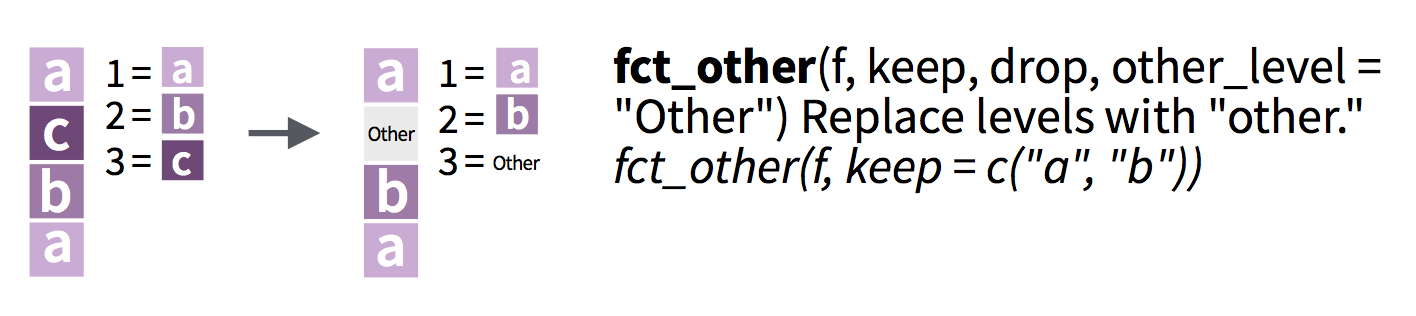 a
c
b
a
1 = a
2 = b
3 = c
a
Other
b
a
1 = a
2 = b
3 = Other
fct_other(f, keep, drop, other_level =
"Other") Replace levels with "other."
fct_other(f, keep = c("a", "b"))